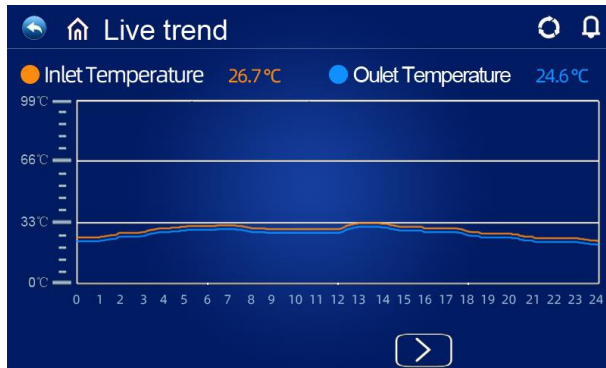 Live trend
Inlet Temperature 26.7℃ Oulet Temperature 24.6℃
99℃
66℃
33℃
0℃
0 1 2 3 4 5 6 7 8 9 10 11 12 13 14 15 16 17 18 19 20 21 22 23 24